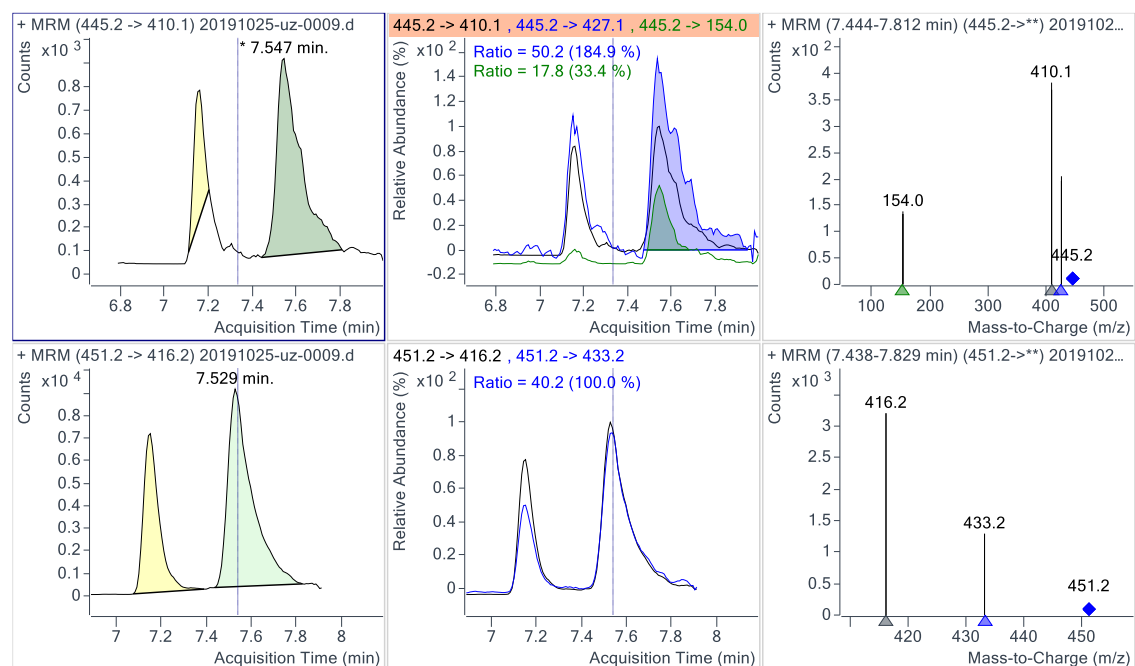 + MRM (445.2 -> 410.1) 20191025-uz-0009.d
x10 3
* 7.547 min.
Counts
0.8
0.7
0.6
0.5
0.4
0.3
0.2
0.1
0
6.8 7 7.2 7.4 7.6 7.8
Acquisition Time (min)
445.2 -> 410.1 , 445.2 -> 427.1 , 445.2 -> 154.0
x10 2
Ratio = 50.2 (184.9 %)
Ratio = 17.8 (33.4 %)
Relative Abundance (%)
1.4
1.2
1
0.8
0.6
0.4
0.2
0
-0.2
6.8 7 7.2 7.4 7.6 7.8
Acquisition Time (min)
+ MRM (7.444-7.812 min) (445.2->**) 2019102...
x10 2
Counts
4
3.5
3
2.5
2
1.5
1
0.5
0
410.1
154.0
445.2
100 200 300 400 500
Mass-to-Charge (m/z)
+ MRM (451.2 -> 416.2) 20191025-uz-0009.d
x10 4
7.529 min.
Counts
0.8
0.7
0.6
0.5
0.4
0.3
0.2
0.1
0
7 7.2 7.4 7.6 7.8 8
Acquisition Time (min)
451.2 -> 416.2 , 451.2 -> 433.2
x10 2
Ratio = 40.2 (100.0 %)
Relative Abundance (%)
1
0.8
0.6
0.4
0.2
0
7 7.2 7.4 7.6 7.8 8
Acquisition Time (min)
+ MRM (7.438-7.829 min) (451.2->**) 2019102...
x10 3
Counts
3
2.5
2
1.5
1
0.5
0
416.2
433.2
451.2
420 430 440 450
Mass-to-Charge (m/z)